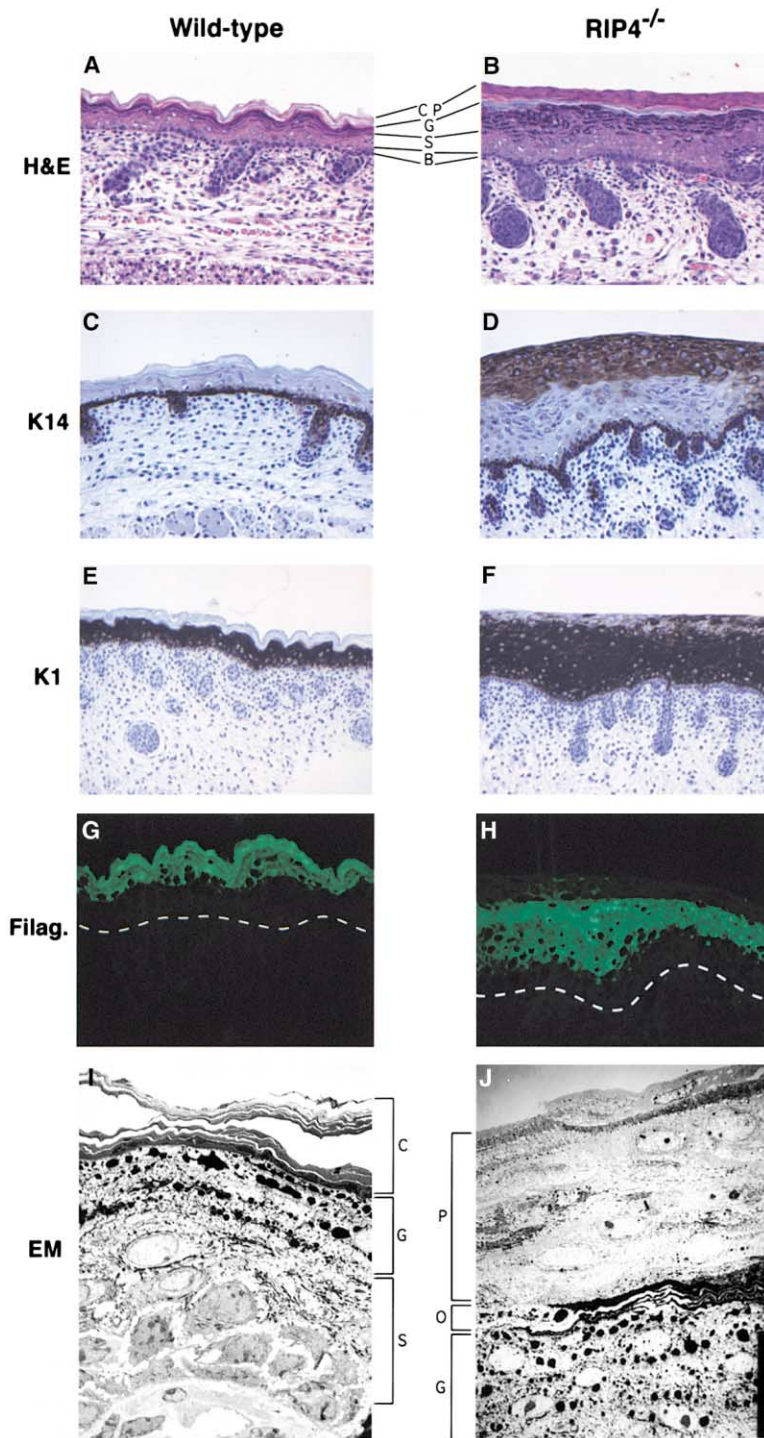 Wild-type RIP4-/-
A B
C P
G
S
B
H&E
C D
K14
E F
K1
G H
Filag.
I J
C
P
G
EM
O
S
G